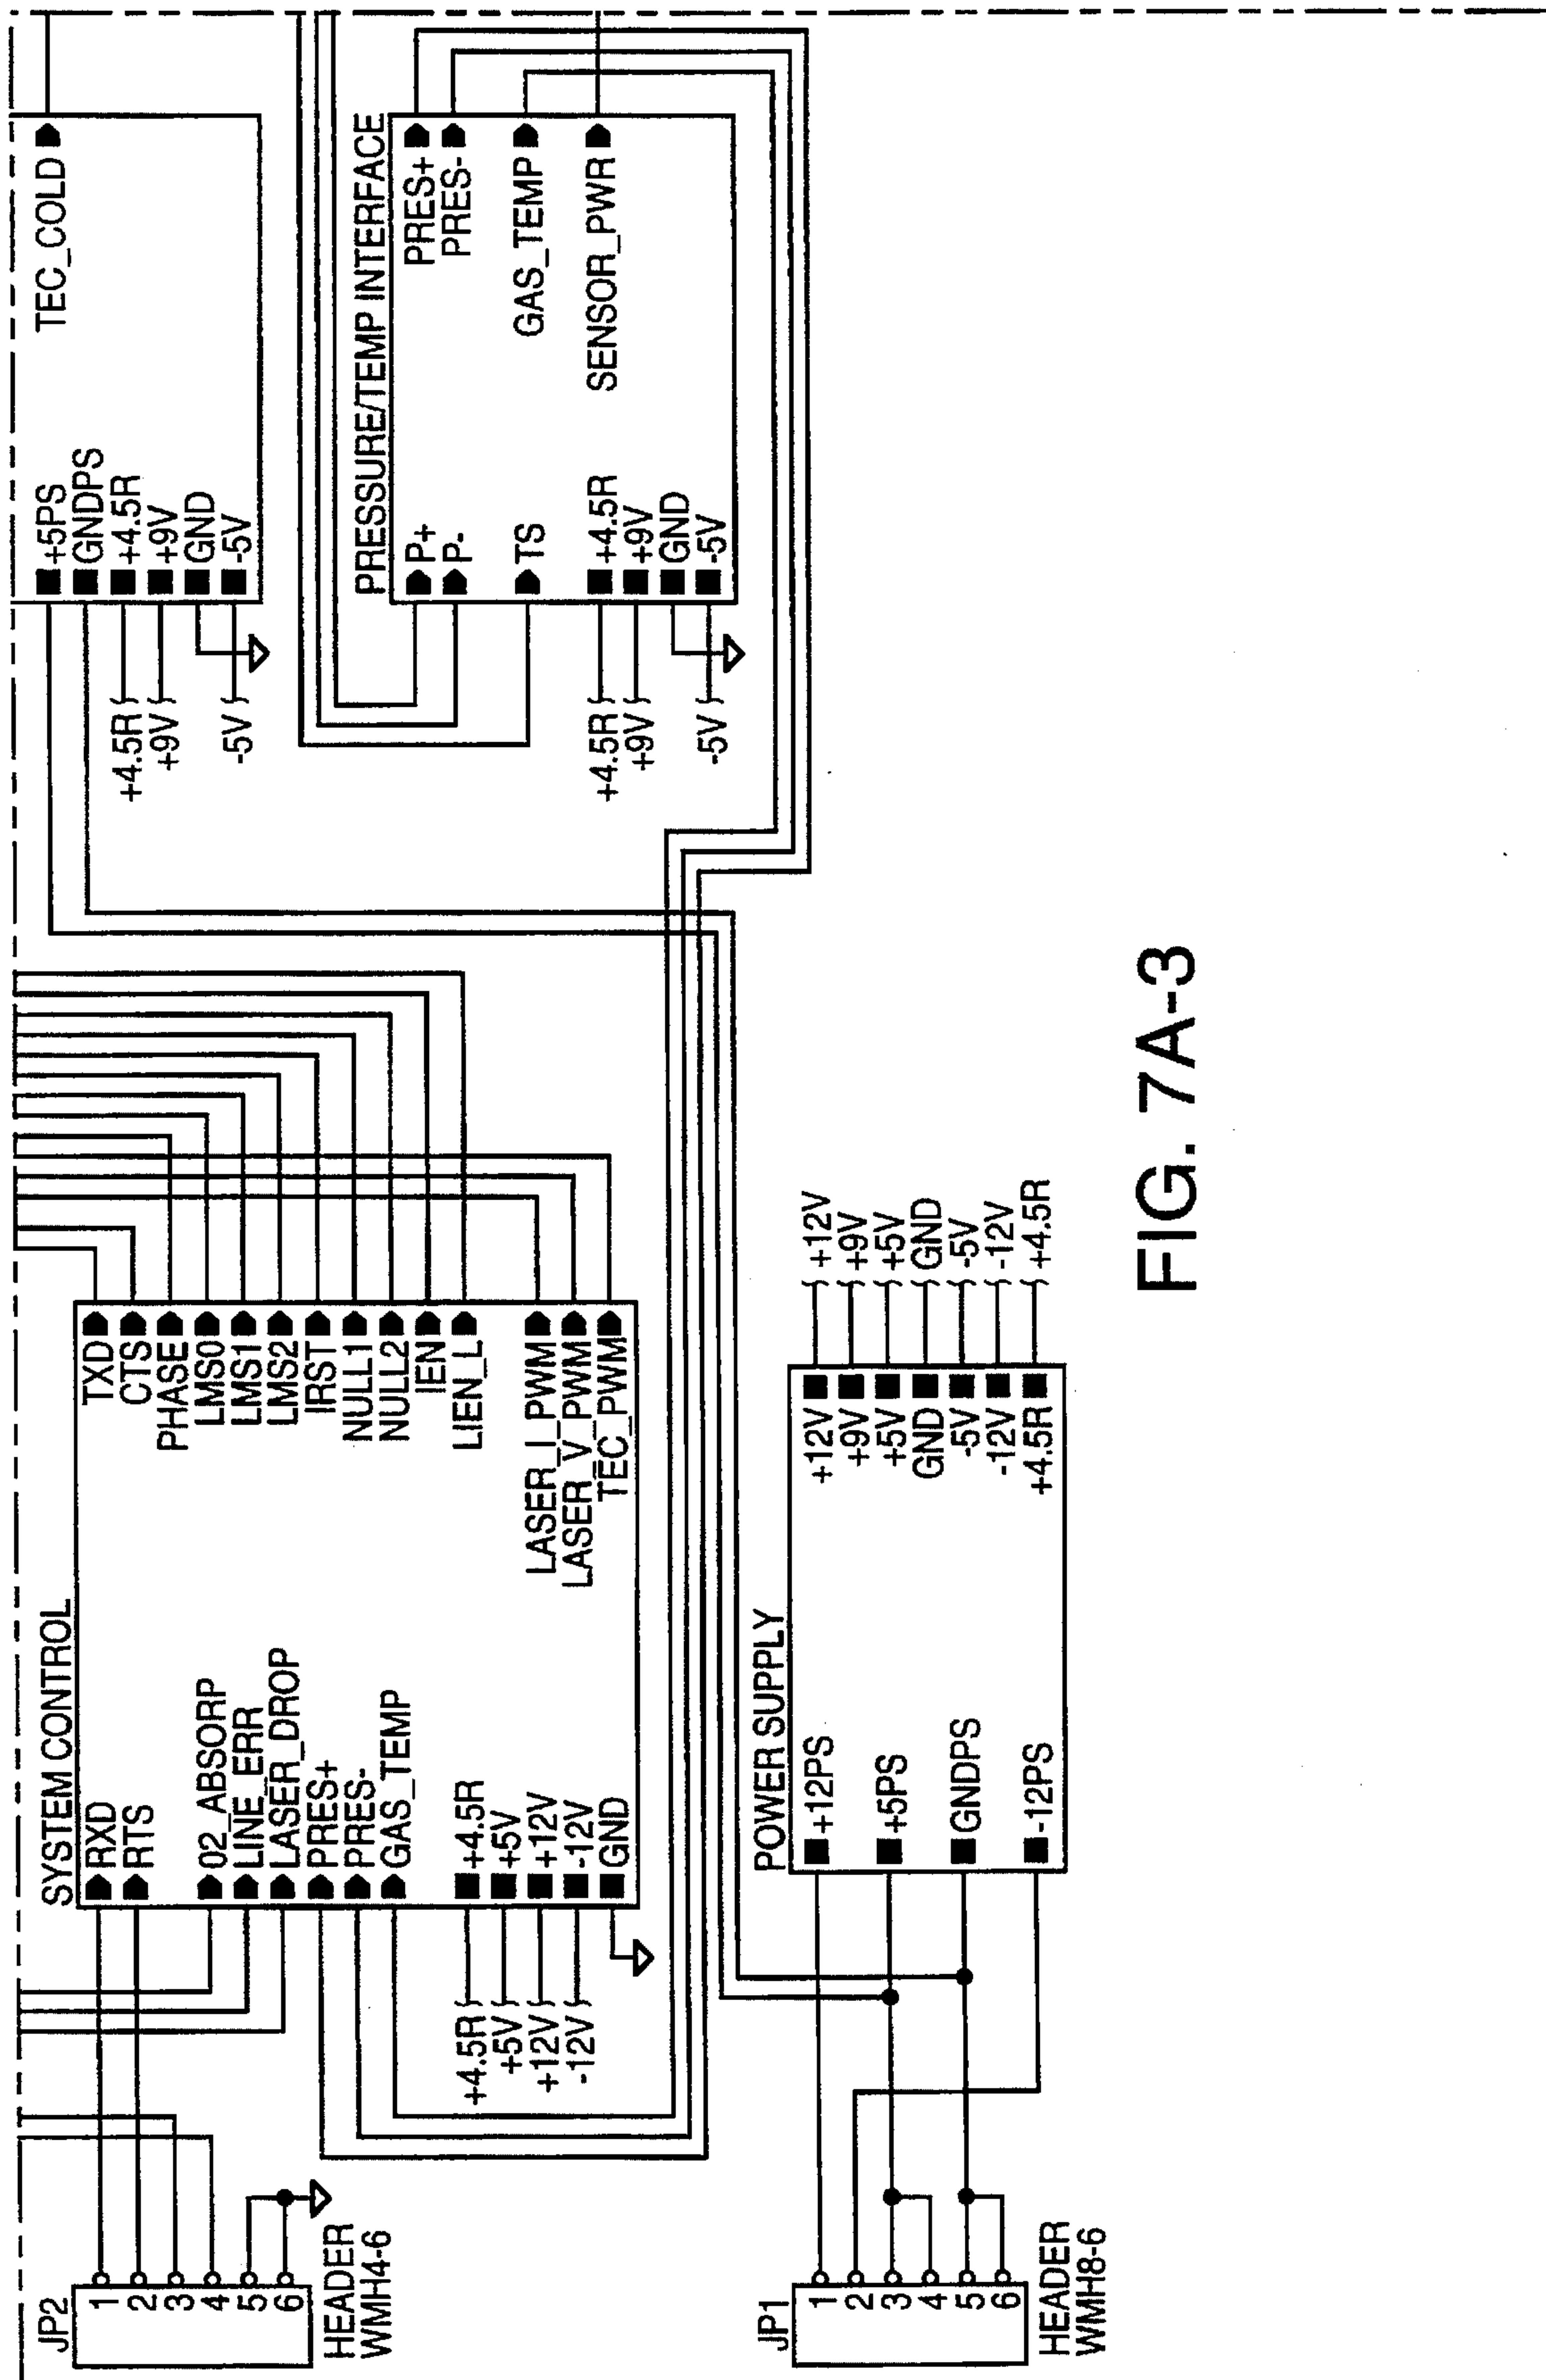 JP2
1
2
3
4
5
6
HEADER
WMH4-6
SYSTEM CONTROL
RXD
RTS
02_ABSORP
LINE_ERR
LASER_DROP
PRES+
PRES-
GAS_TEMP
+4.5R
+5V
+12V
-12V
GND
+4.5R
+5V
+12V
-12V
TXD
CTS
PHASE
LMS0
LMS1
LMS2
IRST
NULL1
NULL2
IEN
LIEN_L
LASER_I_PWM
LASER_V_PWM
TEC_PWM
+5PS
GNDPS
+4.5R
+9V
GND
-5V
+4.5R
+9V
-5V
TEC_COLD
PRESSURE/TEMP INTERFACE
P+
P-
TS
+4.5R
+9V
GND
-5V
+4.5R
+9V
-5V
PRES+
PRES-
GAS_TEMP
SENSOR_PWR
JP1
1
2
3
4
5
6
HEADER
WMH8-6
POWER SUPPLY
+12PS
+5PS
GNDPS
-12PS
+12V
+9V
+5V
GND
-5V
-12V
+4.5R
+12V
+9V
+5V
GND
-5V
-12V
+4.5R
FIG. 7A-3